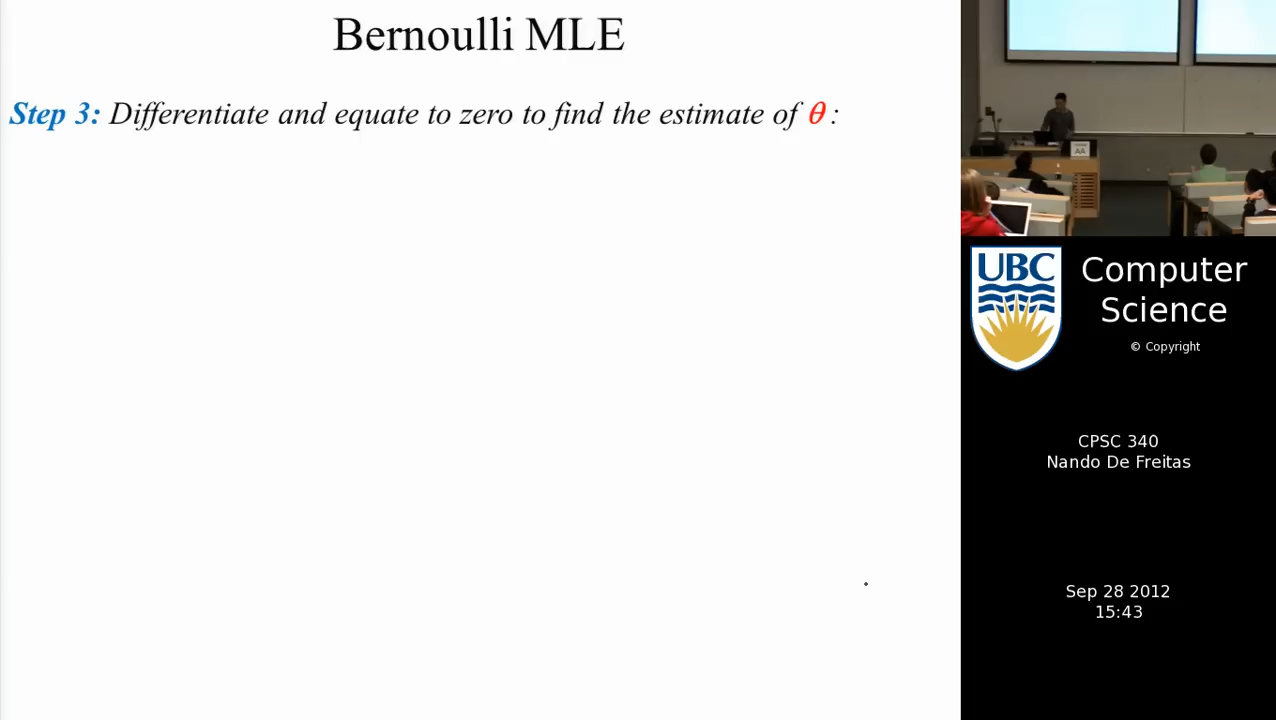 Bernoulli MLE
Step 3: Differentiate and equate to zero to find the estimate of θ :
UBC
Computer
Science
© Copyright
CPSC 340
Nando De Freitas
Sep 28 2012
15:43